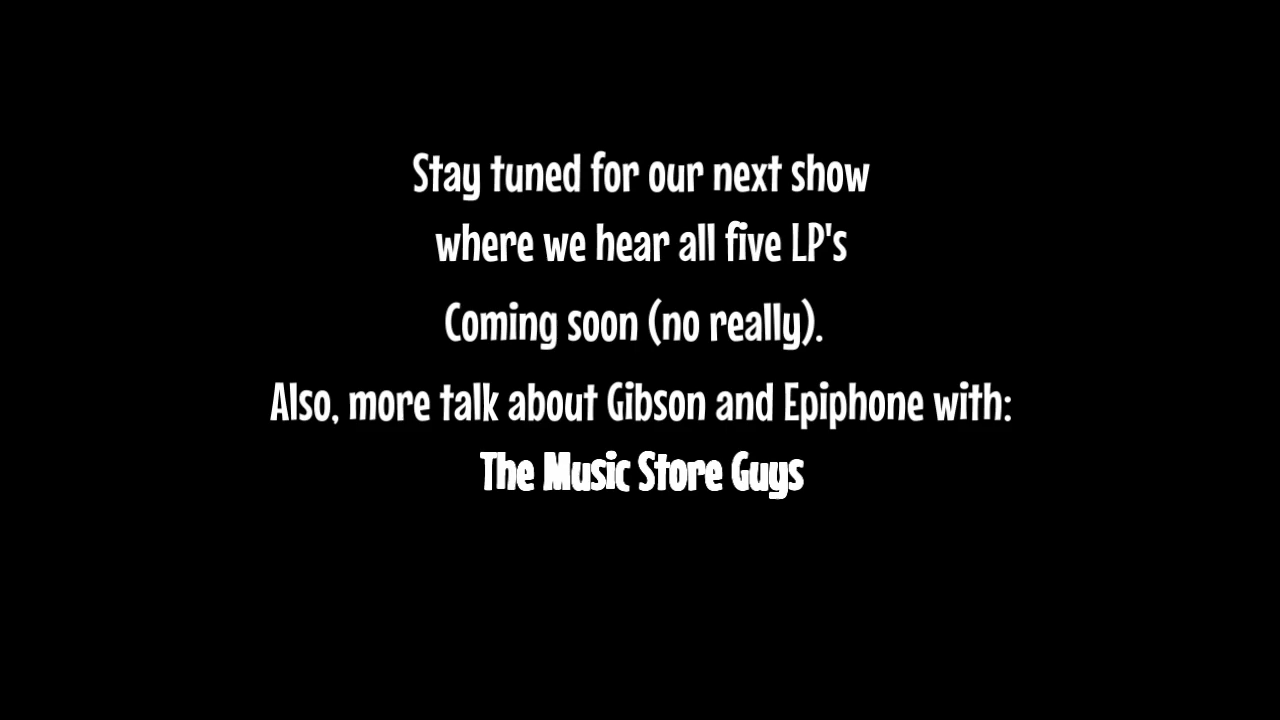 Stay tuned for our next show
where we hear all five LP's
Coming soon (no really).
Also, more talk about Gibson and Epiphone with:
The Music Store Guys